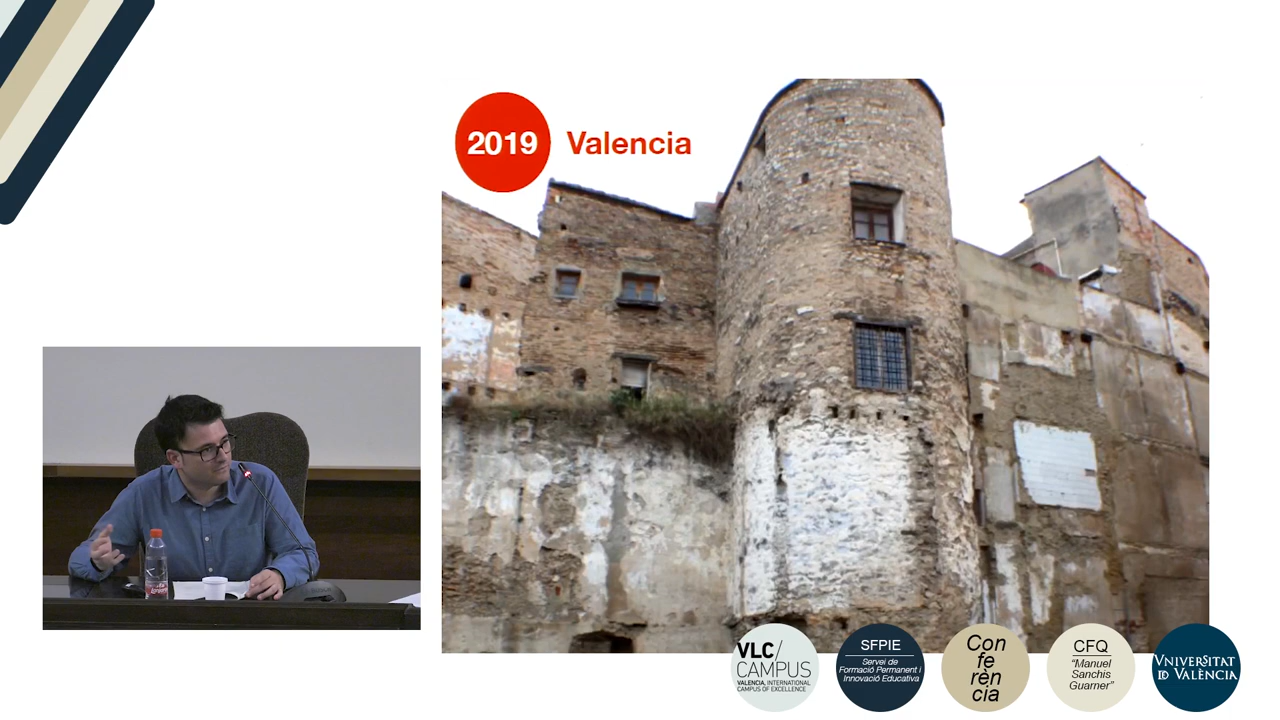 2019
Valencia
VLC/
CAMPUS
VALENCIA, INTERNATIONAL
CAMPUS OF EXCELLENCE
SFPIE
Servei de
Formació Permanent i
Innovació Educativa
Con
fe
rèn
cia
CFQ
"Manuel
Sanchis
Guarner"
VNIVERSITAT
ID VALÈNCIA